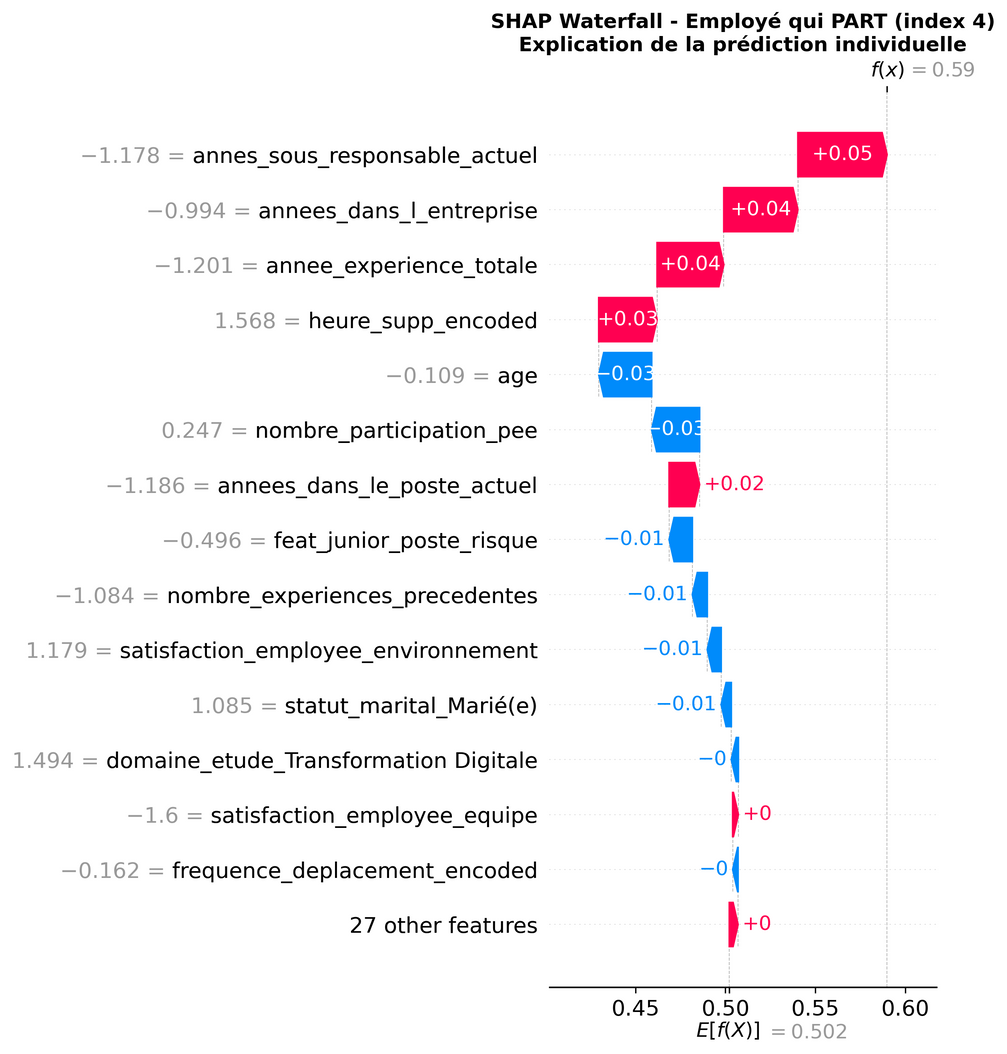 SHAP Waterfall - Employé qui PART (index 4)
Explication de la prédiction individuelle
f(x) = 0.59
−1.178 = annes_sous_responsable_actuel
+0.05
−0.994 = annees_dans_l_entreprise
+0.04
−1.201 = annee_experience_totale
+0.04
1.568 = heure_supp_encoded
+0.03
−0.109 = age
−0.03
0.247 = nombre_participation_pee
−0.03
−1.186 = annees_dans_le_poste_actuel
+0.02
−0.496 = feat_junior_poste_risque
−0.01
−1.084 = nombre_experiences_precedentes
−0.01
1.179 = satisfaction_employee_environnement
−0.01
1.085 = statut_marital_Marié(e)
−0.01
1.494 = domaine_etude_Transformation Digitale
−0
−1.6 = satisfaction_employee_equipe
+0
−0.162 = frequence_deplacement_encoded
−0
27 other features
+0
0.45 0.50 0.55 0.60
E[f(X)] = 0.502